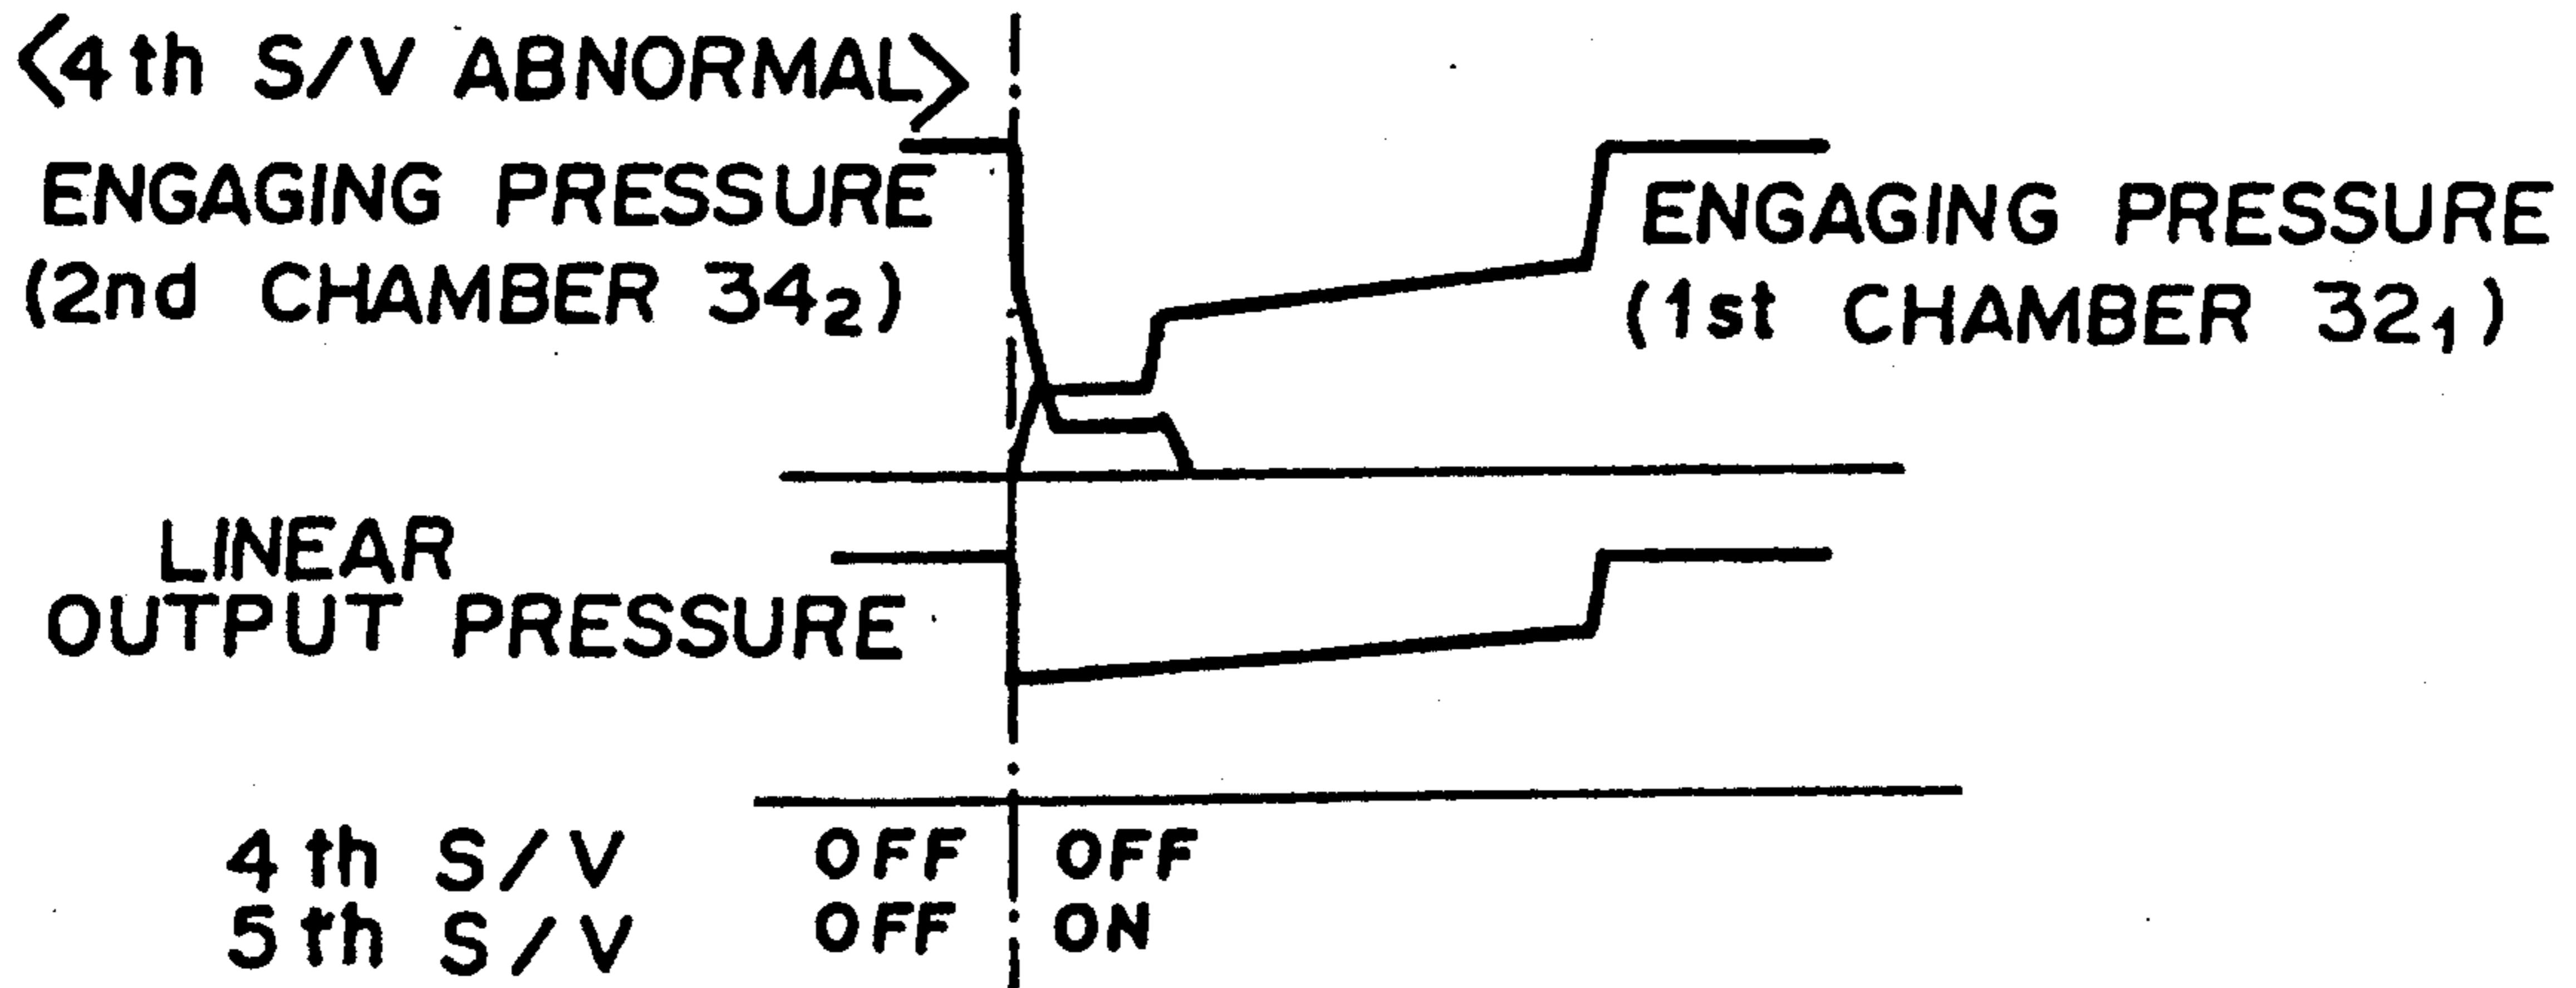 <4th S/V ABNORMAL>
ENGAGING PRESSURE
(2nd CHAMBER 34₂)
ENGAGING PRESSURE
(1st CHAMBER 32₁)
LINEAR
OUTPUT PRESSURE
4th S/V OFF OFF
5th S/V OFF ON